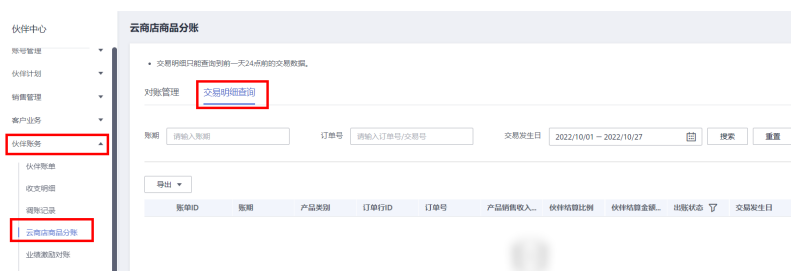 伙伴中心
账号管理
伙伴计划
销售管理
客户业务
伙伴账务
伙伴账单
收支明细
调账记录
云商店商品分账
业绩激励对账
云商店商品分账
• 交易明细只能查询到前一天24点前的交易数据。
对账管理 交易明细查询
账期 请输入账期 订单号 请输入订单号/交易号 交易发生日 2022/10/01 – 2022/10/27 搜索 重置
导出
账单ID 账期 产品类别 订单行ID 订单号 产品销售收入... 伙伴结算比例 伙伴结算金额... 出账状态 交易发生日